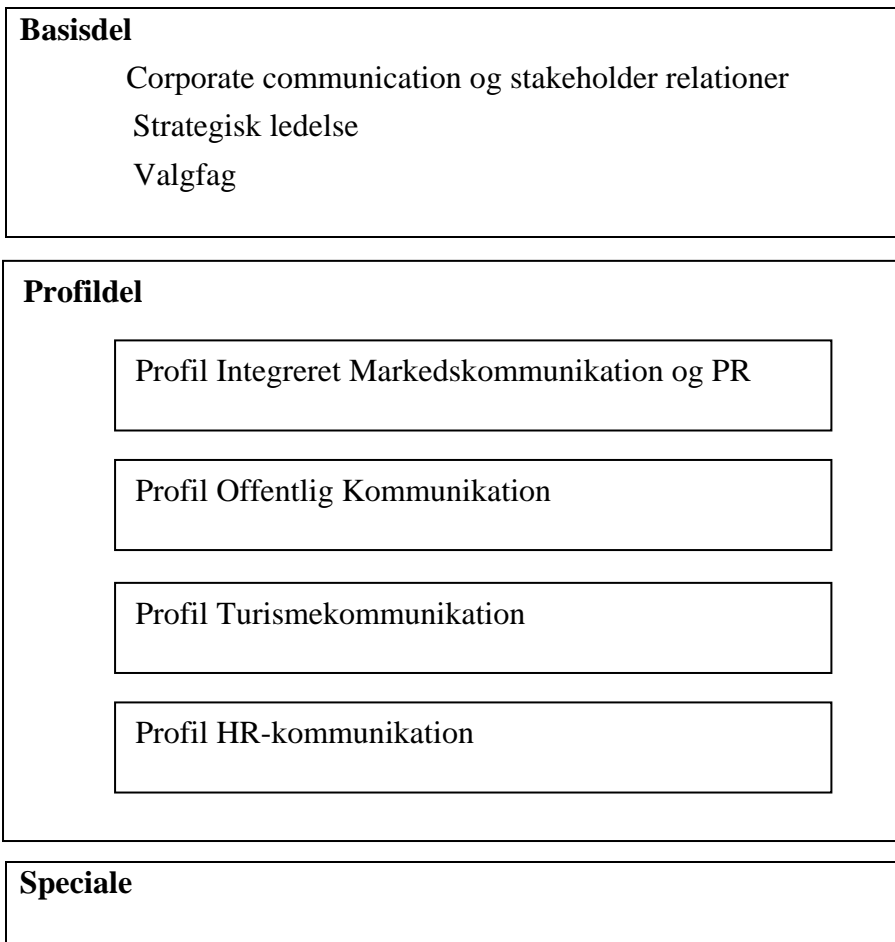 Basisdel
Corporate communication og stakeholder relationer
Strategisk ledelse
Valgfag
Profildel
Profil Integreret Markedskommunikation og PR
Profil Offentlig Kommunikation
Profil Turismekommunikation
Profil HR-kommunikation
Speciale